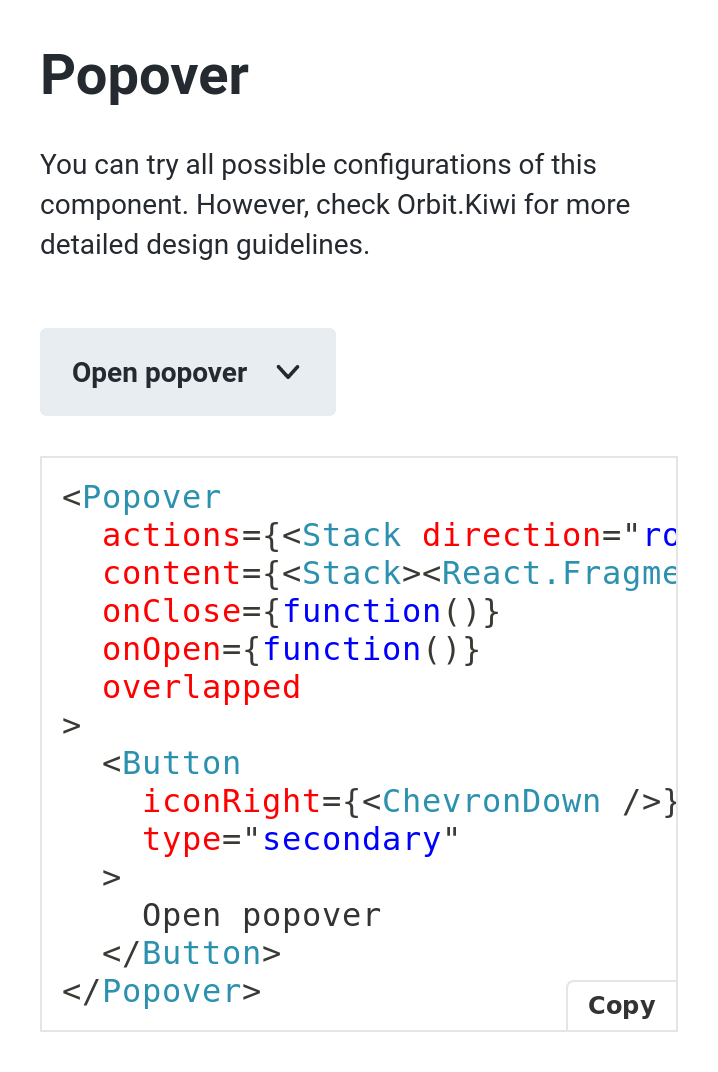 Popover
You can try all possible configurations of this
component. However, check Orbit.Kiwi for more
detailed design guidelines.
Open popover
<Popover
  actions={<Stack direction="ro
  content={<Stack><React.Fragme
  onClose={function()}
  onOpen={function()}
  overlapped
>
  <Button
    iconRight={<ChevronDown />}
    type="secondary"
  >
    Open popover
  </Button>
</Popover>
Copy